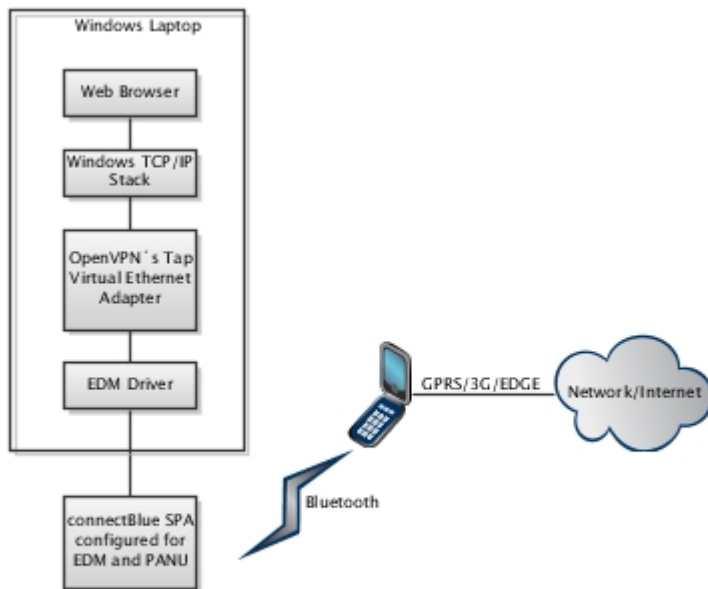 Windows Laptop
Web Browser
Windows TCP/IP
Stack
OpenVPN´s Tap
Virtual Ethernet
Adapter
EDM Driver
connectBlue SPA
configured for
EDM and PANU
Bluetooth
GPRS/3G/EDGE
Network/Internet